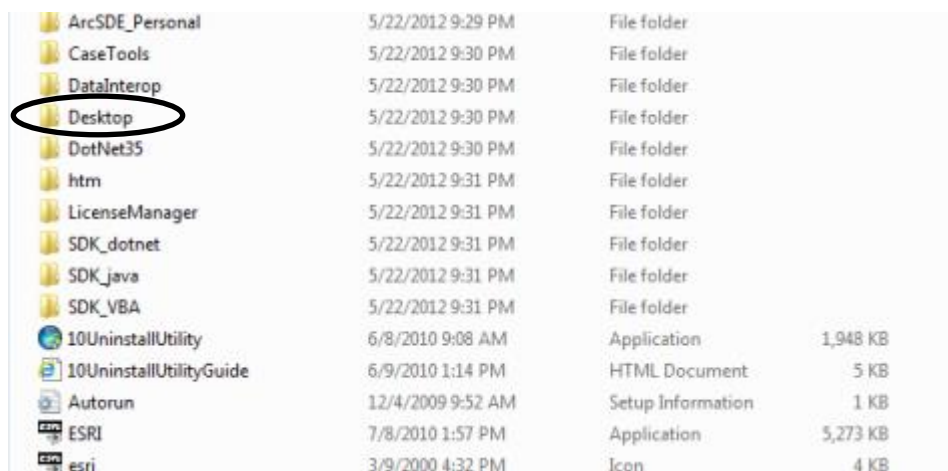 ArcSDE_Personal 5/22/2012 9:29 PM File folder
CaseTools 5/22/2012 9:30 PM File folder
DataInterop 5/22/2012 9:30 PM File folder
Desktop 5/22/2012 9:30 PM File folder
DotNet35 5/22/2012 9:30 PM File folder
htm 5/22/2012 9:31 PM File folder
LicenseManager 5/22/2012 9:31 PM File folder
SDK_dotnet 5/22/2012 9:31 PM File folder
SDK_java 5/22/2012 9:31 PM File folder
SDK_VBA 5/22/2012 9:31 PM File folder
10UninstallUtility 6/8/2010 9:08 AM Application 1,948 KB
10UninstallUtilityGuide 6/9/2010 1:14 PM HTML Document 5 KB
Autorun 12/4/2009 9:52 AM Setup Information 1 KB
ESRI 7/8/2010 1:57 PM Application 5,273 KB
esri 3/9/2000 4:32 PM Icon 4 KB